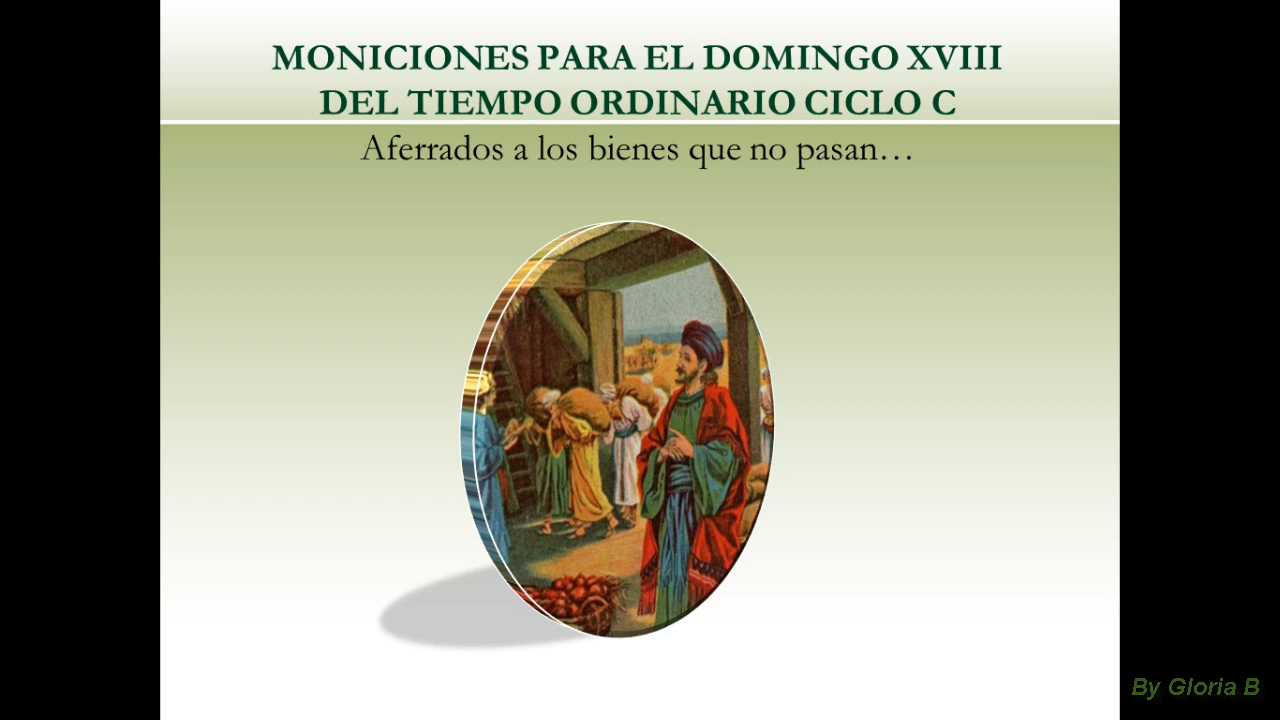 MONICIONES PARA EL DOMINGO XVIII
DEL TIEMPO ORDINARIO CICLO C
Aferrados a los bienes que no pasan…
By Gloria B